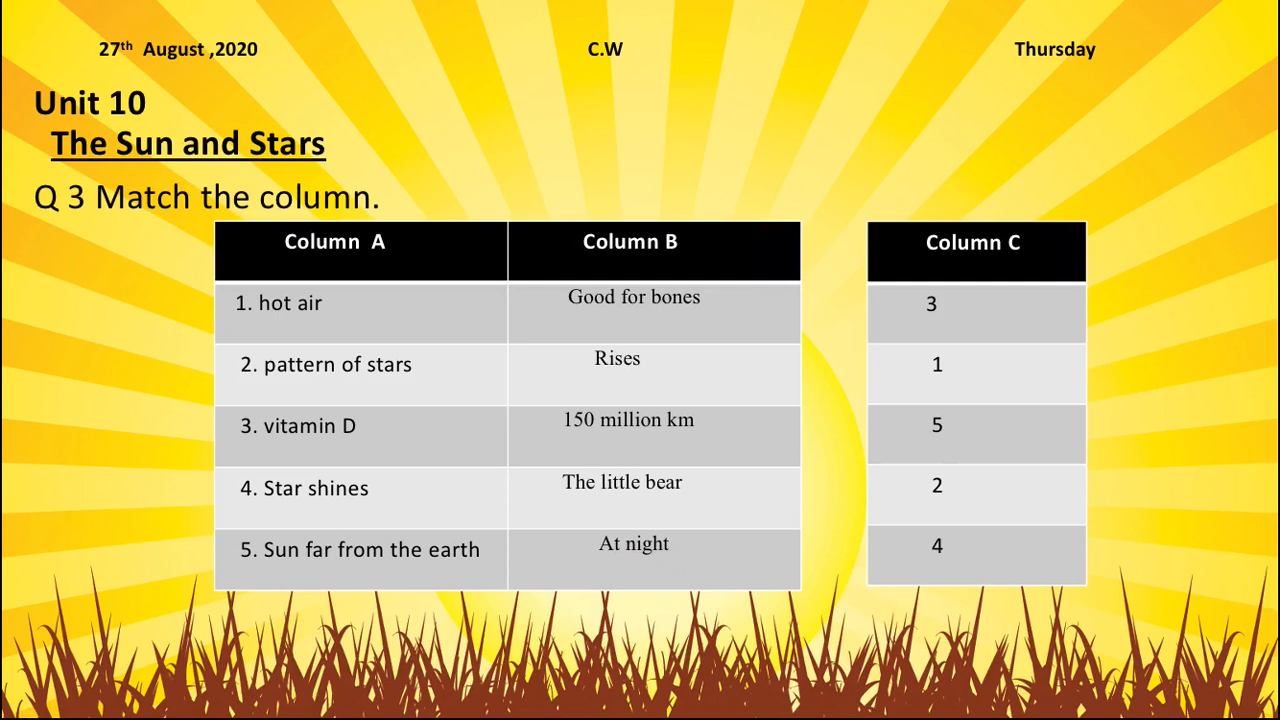 27th August ,2020 C.W Thursday
Unit 10
The Sun and Stars
Q 3 Match the column.
Column A Column B Column C
1. hot air Good for bones 3
2. pattern of stars Rises 1
3. vitamin D 150 million km 5
4. Star shines The little bear 2
5. Sun far from the earth At night 4